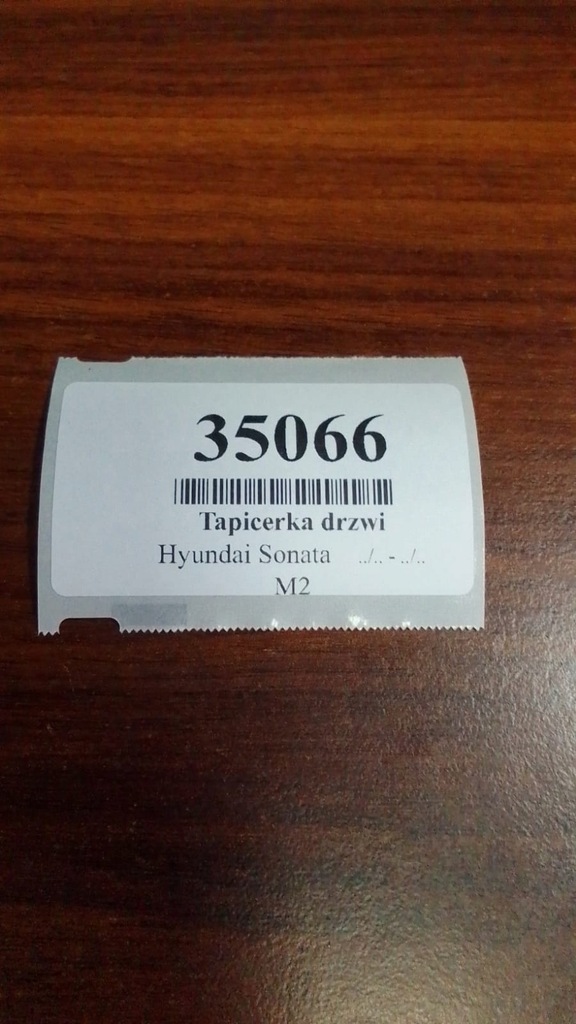 35066
Tapicerka drzwi
Hyundai Sonata ../.. - ../..
M2